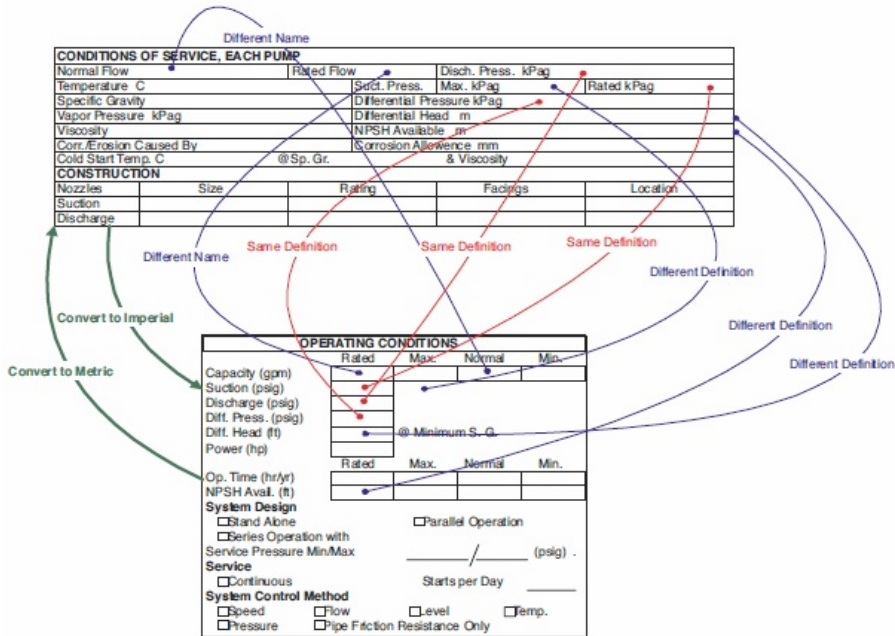 Different Name
CONDITIONS OF SERVICE, EACH PUMP
Normal Flow Rated Flow Disch. Press. kPag
Temperature C Suct. Press. Max. kPag Rated kPag
Specific Gravity Differential Pressure kPag
Vapor Pressure kPag Differential Head m
Viscosity NPSH Available m
Corr./Erosion Caused By Corrosion Allowence mm
Cold Start Temp. C @Sp. Gr. & Viscosity
CONSTRUCTION
Nozzles Size Rating Facings Location
Suction
Discharge
Different Name Same Definition Same Definition Same Definition
Different Definition
Convert to Imperial
Different Definition
Different Definition
Convert to Metric
OPERATING CONDITIONS
Rated Max. Normal Min.
Capacity (gpm)
Suction (psig)
Discharge (psig)
Diff. Press. (psig)
Diff. Head (ft) @ Minimum S. G.
Power (hp)
Rated Max. Normal Min.
Op. Time (hr/yr)
NPSH Avail. (ft)
System Design
Stand Alone Parallel Operation
Series Operation with
Service Pressure Min/Max / (psig) .
Service
Continuous Starts per Day
System Control Method
Speed Flow Level Temp.
Pressure Pipe Friction Resistance Only